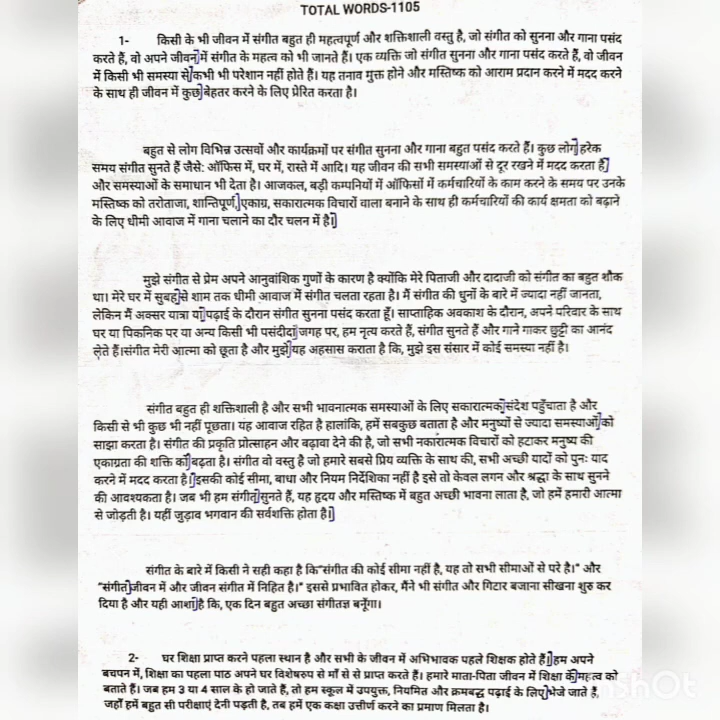 TOTAL WORDS-1105
1- किसी के भी जीवन में संगीत बहुत ही महत्वपूर्ण और शक्तिशाली वस्तु है, जो संगीत को सुनना और गाना पसंद
करते हैं, वो अपने जीवन]में संगीत के महत्व को भी जानते हैं। एक व्यक्ति जो संगीत सुनना और गाना पसंद करते हैं, वो जीवन
में किसी भी समस्या से]कभी भी परेशान नहीं होते हैं। यह तनाव मुक्त होने और मस्तिष्क को आराम प्रदान करने में मदद करने
के साथ ही जीवन में कुछ]बेहतर करने के लिए प्रेरित करता है।
बहुत से लोग विभिन्न उत्सवों और कार्यक्रमों पर संगीत सुनना और गाना बहुत पसंद करते हैं। कुछ लोग]हरेक
समय संगीत सुनते हैं जैसे: ऑफिस में, घर में, रास्ते में आदि। यह जीवन की सभी समस्याओं से दूर रखने में मदद करता है]
और समस्याओं के समाधान भी देता है। आजकल, बड़ी कम्पनियों में ऑफिसों में कर्मचारियों के काम करने के समय पर उनके
मस्तिष्क को तरोताजा, शान्तिपूर्ण,]एकाग्र, सकारात्मक विचारों वाला बनाने के साथ ही कर्मचारियों की कार्य क्षमता को बढ़ाने
के लिए धीमी आवाज में गाना चलाने का दौर चलन में है।]
मुझे संगीत से प्रेम अपने आनुवांशिक गुणों के कारण है क्योंकि मेरे पिताजी और दादाजी को संगीत का बहुत शौक
था। मेरे घर में सुबह]से शाम तक धीमी आवाज में संगीत चलता रहता है। मैं संगीत की धुनों के बारे में ज्यादा नहीं जानता,
लेकिन मैं अक्सर यात्रा या]पढ़ाई के दौरान संगीत सुनना पसंद करता हूँ। साप्ताहिक अवकाश के दौरान, अपने परिवार के साथ
घर या पिकनिक पर या अन्य किसी भी पसंदीदा]जगह पर, हम नृत्य करते हैं, संगीत सुनते हैं और गाने गाकर छुट्टी का आनंद
लेते हैं।संगीत मेरी आत्मा को छूता है और मुझे]यह अहसास कराता है कि, मुझे इस संसार में कोई समस्या नहीं है।
संगीत बहुत ही शक्तिशाली है और सभी भावनात्मक समस्याओं के लिए सकारात्मक]संदेश पहुँचाता है और
किसी से भी कुछ भी नहीं पूछता। यह आवाज रहित है हालांकि, हमें सबकुछ बताता है और मनुष्यों से ज्यादा समस्याओं]को
साझा करता है। संगीत की प्रकृति प्रोत्साहन और बढ़ावा देने की है, जो सभी नकारात्मक विचारों को हटाकर मनुष्य की
एकाग्रता की शक्ति को]बढ़ता है। संगीत वो वस्तु है जो हमारे सबसे प्रिय व्यक्ति के साथ की, सभी अच्छी यादों को पुनः याद
करने में मदद करता है।]इसकी कोई सीमा, बाधा और नियम निर्देशिका नहीं है इसे तो केवल लगन और श्रद्धा के साथ सुनने
की आवश्यकता है। जब भी हम संगीत]सुनते हैं, यह हृदय और मस्तिष्क में बहुत अच्छी भावना लाता है, जो हमें हमारी आत्मा
से जोड़ती है। यहीं जुड़ाव भगवान की सर्वशक्ति होता है।]
संगीत के बारे में किसी ने सही कहा है कि"संगीत की कोई सीमा नहीं है, यह तो सभी सीमाओं से परे है।" और
"संगीत]जीवन में और जीवन संगीत में निहित है।" इससे प्रभावित होकर, मैंने भी संगीत और गिटार बजाना सीखना शुरु कर
दिया है और यही आशा]है कि, एक दिन बहुत अच्छा संगीतज्ञ बनूँगा।
2- घर शिक्षा प्राप्त करने पहला स्थान है और सभी के जीवन में अभिभावक पहले शिक्षक होते हैं।]हम अपने
बचपन में, शिक्षा का पहला पाठ अपने घर विशेषरुप से माँ से से प्राप्त करते हैं। हमारे माता-पिता जीवन में शिक्षा के]महत्व को
बताते हैं। जब हम 3 या 4 साल के हो जाते हैं, तो हम स्कूल में उपयुक्त, नियमित और क्रमबद्ध पढ़ाई के लिए]भेजे जाते हैं,
जहाँ हमें बहुत सी परीक्षाएं देनी पड़ती है, तब हमें एक कक्षा उत्तीर्ण करने का प्रमाण मिलता है।